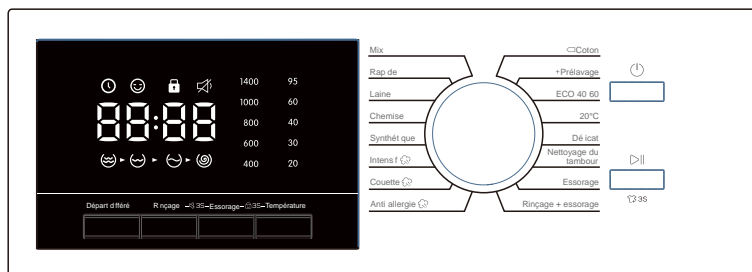 1400 95
1000 60
88:88
800 40
600 30
400 20
Départ d fféré R nçage 3S Essorage 3S Température
Mix
Rap de
Laine
Chemise
Synthét que
Intens f
Couette
Anti allergie
Coton
+Prélavage
ECO 40 60
20°C
Dé icat
Nettoyage du
tambour
Essorage
Rinçage + essorage
3S